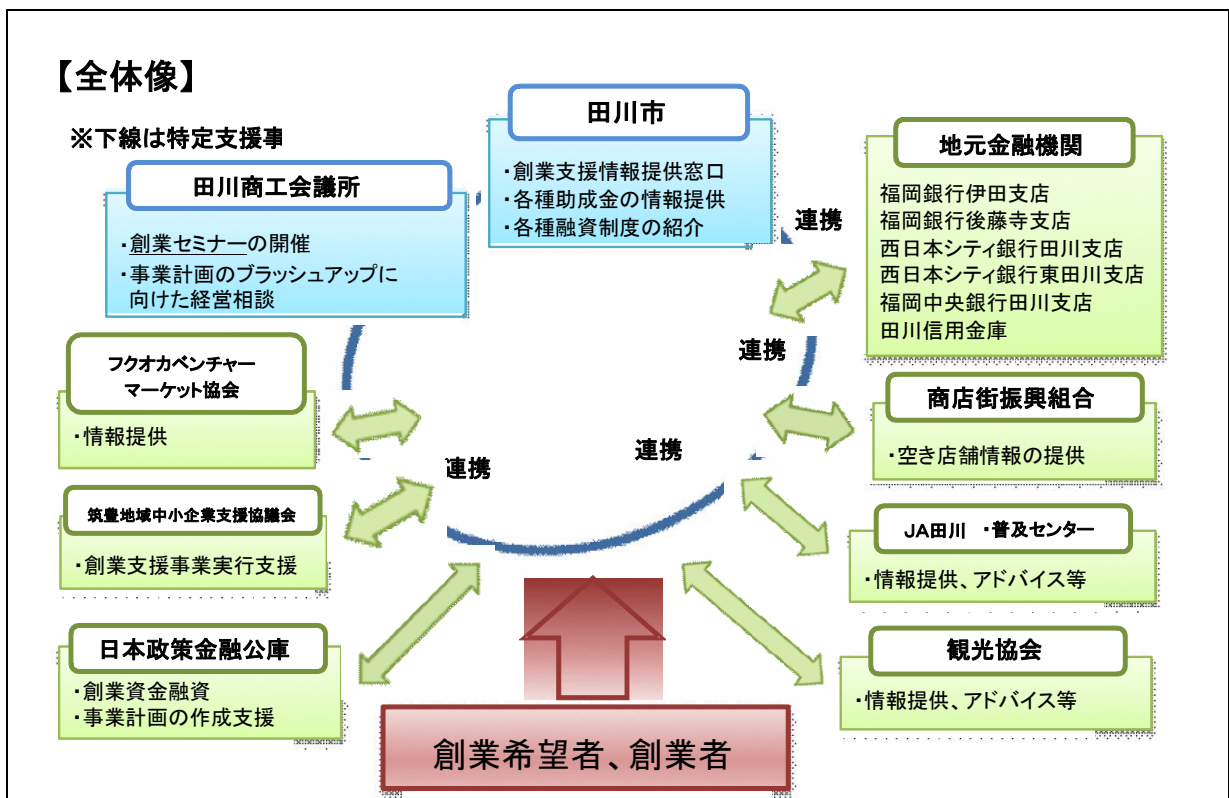 【全体像】
※下線は特定支援事
田川市
・創業支援情報提供窓口
・各種助成金の情報提供
・各種融資制度の紹介
田川商工会議所
・創業セミナーの開催
・事業計画のブラッシュアップに
向けた経営相談
地元金融機関
福岡銀行伊田支店
福岡銀行後藤寺支店
西日本シティ銀行田川支店
西日本シティ銀行東田川支店
福岡中央銀行田川支店
田川信用金庫
連携
連携
フクオカベンチャー
マーケット協会
・情報提供
商店街振興組合
・空き店舗情報の提供
連携
連携
筑豊地域中小企業支援協議会
・創業支援事業実行支援
JA田川 ・普及センター
・情報提供、アドバイス等
日本政策金融公庫
・創業資金融資
・事業計画の作成支援
観光協会
・情報提供、アドバイス等
創業希望者、創業者